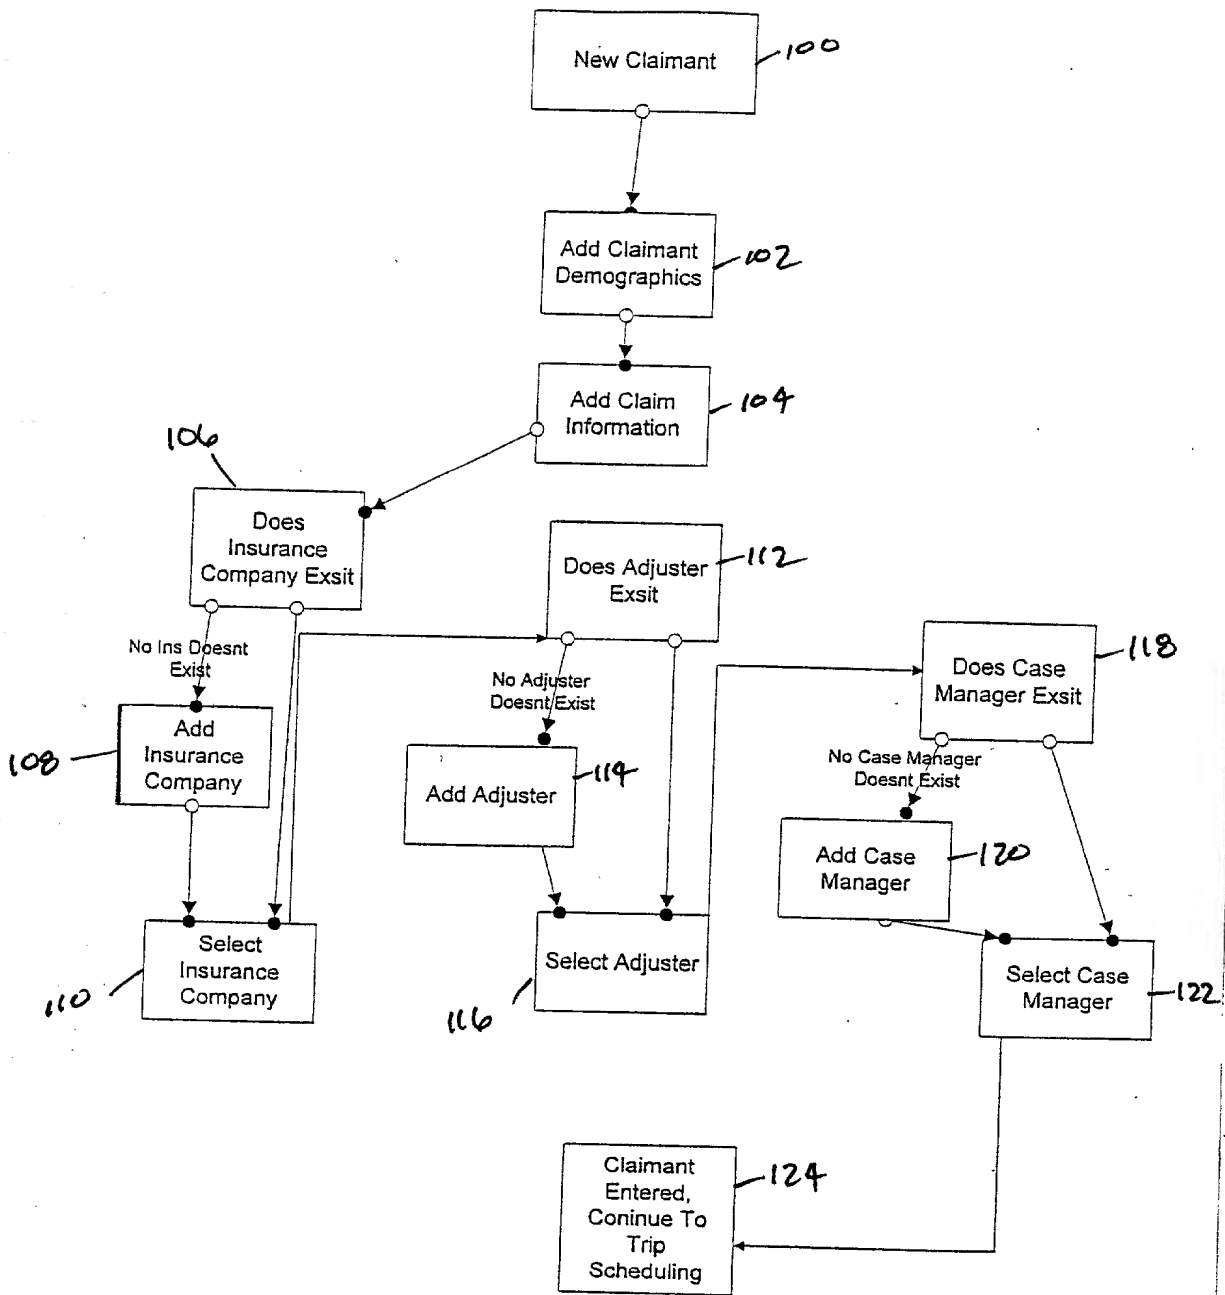 New Claimant
100
Add Claimant
Demographics
102
Add Claim
Information
104
106
Does
Insurance
Company Exsit
No Ins Doesnt
Exist
108
Add
Insurance
Company
110
Select
Insurance
Company
Does Adjuster
Exsit
112
No Adjuster
Doesnt Exist
Add Adjuster
114
Select Adjuster
116
Does Case
Manager Exsit
118
No Case Manager
Doesnt Exist
Add Case
Manager
120
Select Case
Manager
122
Claimant
Entered,
Coninue To
Trip
Scheduling
124